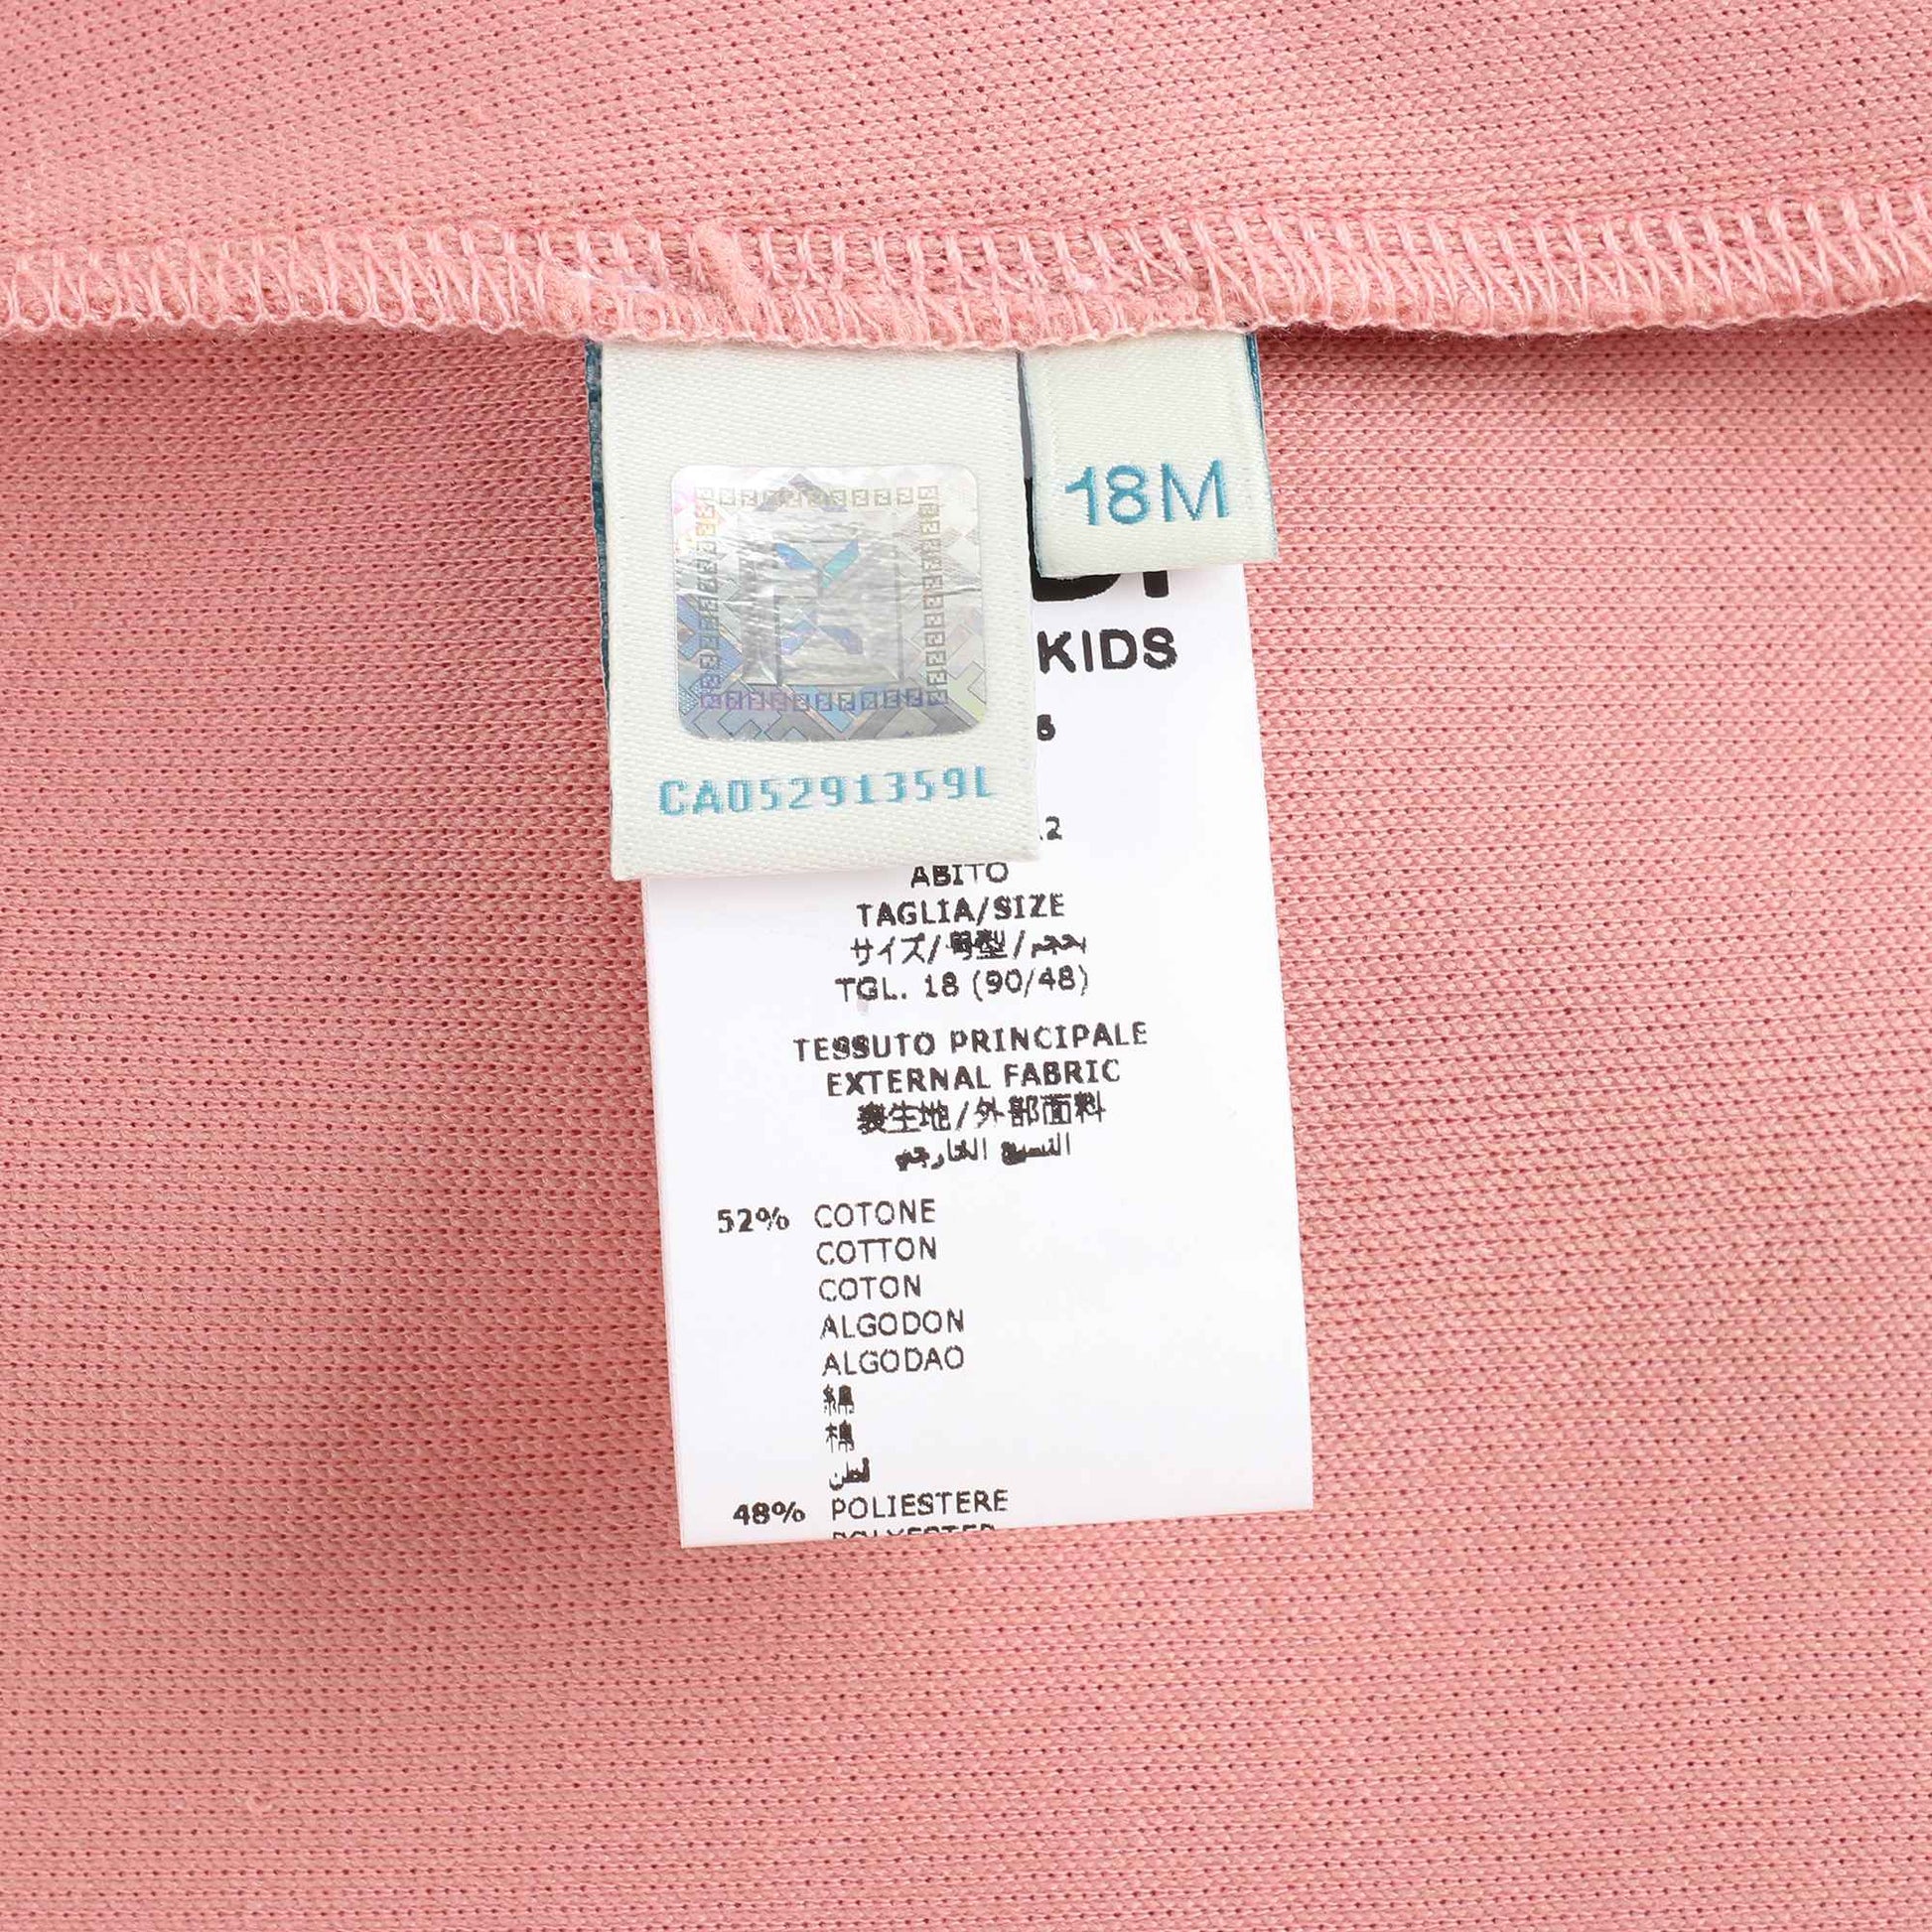 18M
KIDS
CA05291359L
ABITO
TAGLIA/SIZE
サイズ/号型/حجم
TGL. 18 (90/48)
TESSUTO PRINCIPALE
EXTERNAL FABRIC
表生地/外部面料
النسيج الخارجي
52% COTONE
COTTON
COTON
ALGODON
ALGODAO
綿
棉
قطن
48% POLIESTERE
POLYESTER